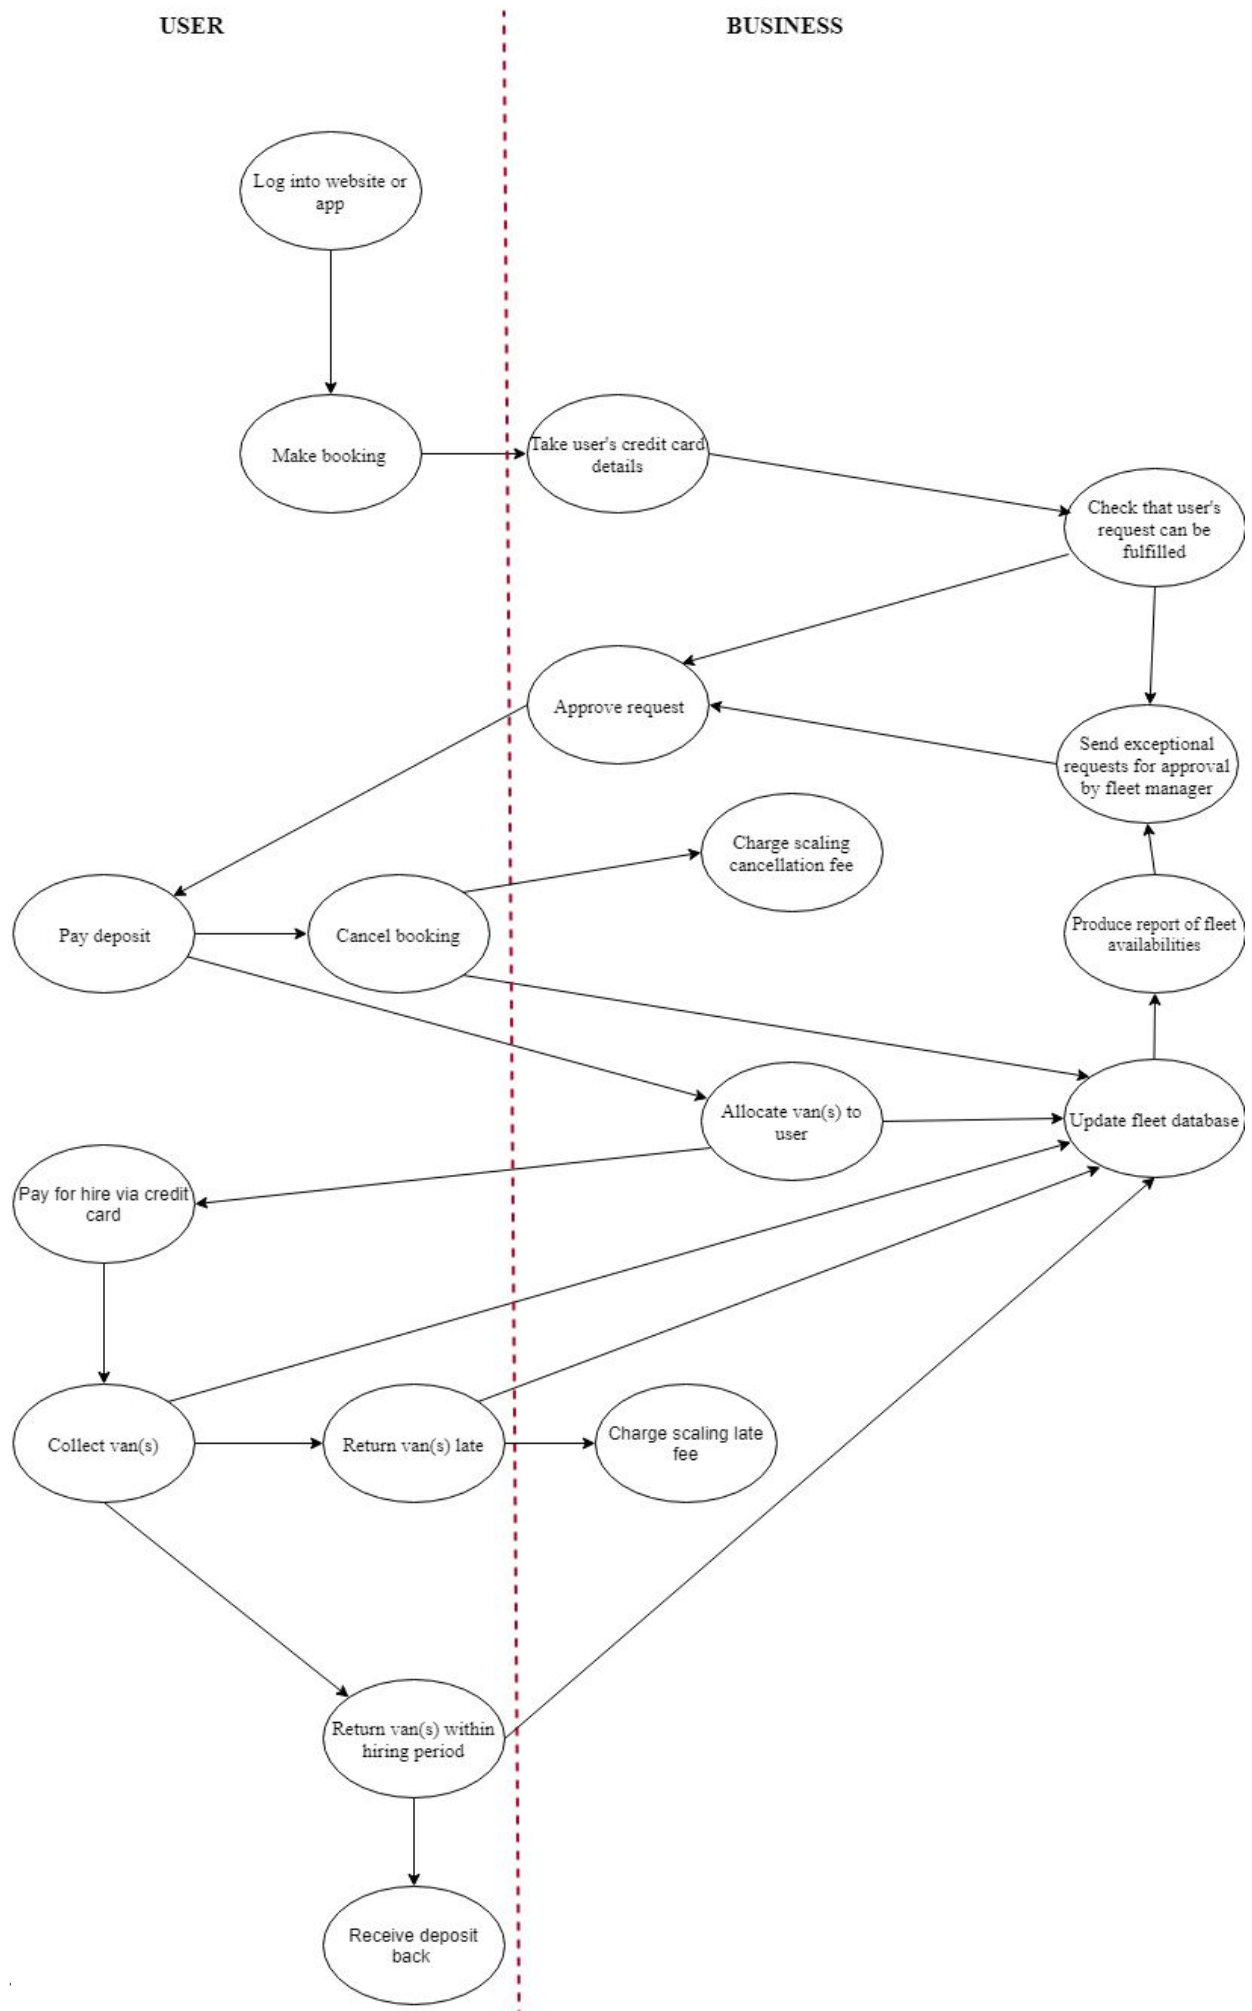 USER
BUSINESS
Log into website or
app
Make booking
Take user's credit card
details
Check that user's
request can be
fulfilled
Approve request
Send exceptional
requests for approval
by fleet manager
Charge scaling
cancellation fee
Pay deposit
Cancel booking
Produce report of fleet
availabilities
Allocate van(s) to
user
Update fleet database
Pay for hire via credit
card
Collect van(s)
Return van(s) late
Charge scaling late
fee
Return van(s) within
hiring period
Receive deposit
back